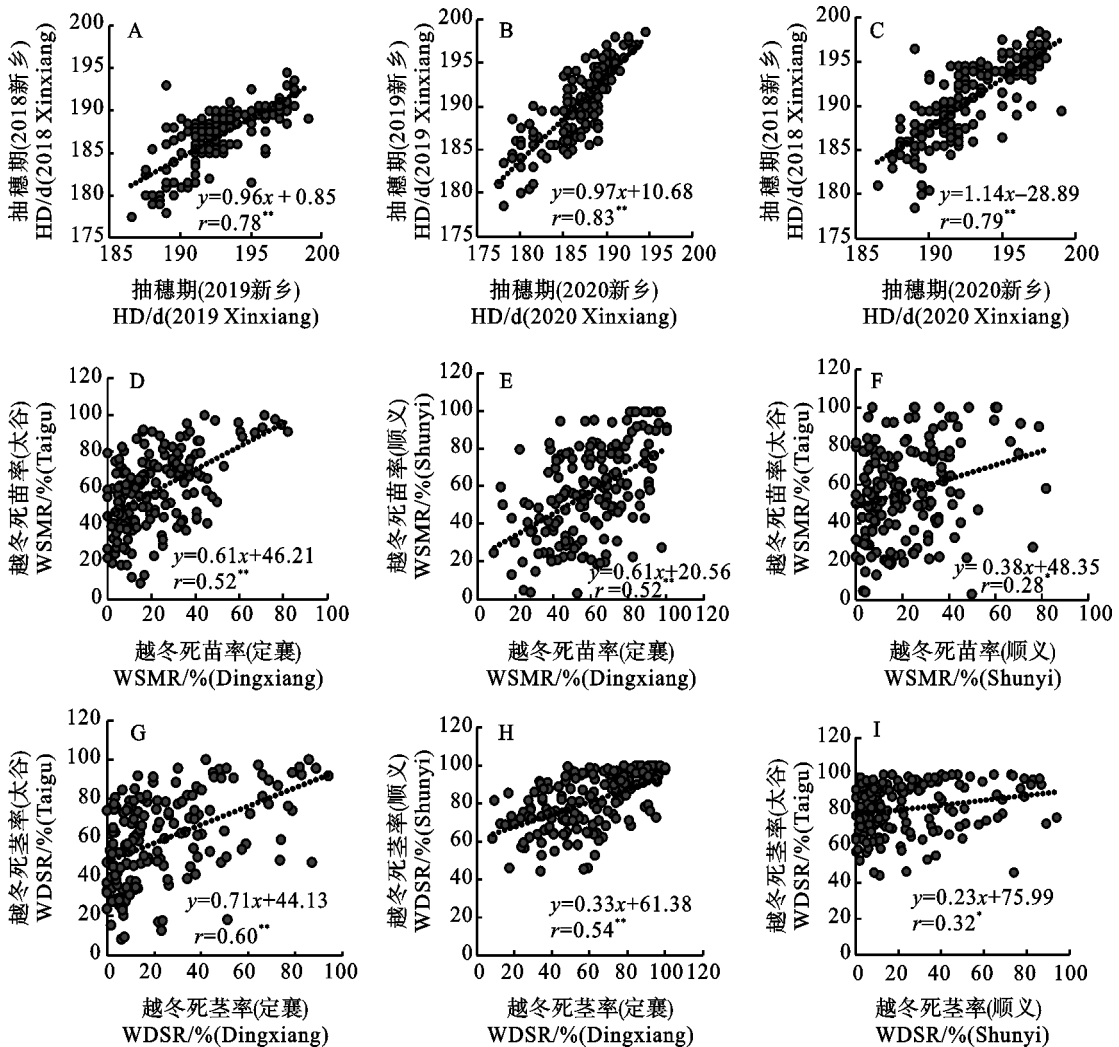 A
200
195
190
185
180
175
抽穗期(2018新乡)
HD/d(2018 Xinxiang)
y=0.96x+0.85
r=0.78**
185 190 195 200
抽穗期(2019新乡)
HD/d(2019 Xinxiang)
B
200
195
190
185
180
175
抽穗期(2019新乡)
HD/d(2019 Xinxiang)
y=0.97x+10.68
r=0.83**
175 180 185 190 195 200
抽穗期(2020新乡)
HD/d(2020 Xinxiang)
C
200
195
190
185
180
175
抽穗期(2018新乡)
HD/d(2018 Xinxiang)
y=1.14x−28.89
r=0.79**
185 190 195 200
抽穗期(2020新乡)
HD/d(2020 Xinxiang)
D
120
100
80
60
40
20
0
越冬死苗率(太谷)
WSMR/%(Taigu)
y=0.61x+46.21
r=0.52**
0 20 40 60 80 100
越冬死苗率(定襄)
WSMR/%(Dingxiang)
E
120
100
80
60
40
20
0
越冬死苗率(顺义)
WSMR/%(Shunyi)
y=0.61x+20.56
r=0.52**
0 20 40 60 80 100 120
越冬死苗率(定襄)
WSMR/%(Dingxiang)
F
120
100
80
60
40
20
0
越冬死苗率(太谷)
WSMR/%(Taigu)
y=0.38x+48.35
r=0.28*
0 20 40 60 80 100
越冬死苗率(顺义)
WSMR/%(Shunyi)
G
120
100
80
60
40
20
0
越冬死茎率(太谷)
WDSR/%(Taigu)
y=0.71x+44.13
r=0.60**
0 20 40 60 80 100
越冬死茎率(定襄)
WDSR/%(Dingxiang)
H
120
100
80
60
40
20
0
越冬死茎率(顺义)
WDSR/%(Shunyi)
y=0.33x+61.38
r=0.54**
0 20 40 60 80 100 120
越冬死茎率(定襄)
WDSR/%(Dingxiang)
I
120
100
80
60
40
20
0
越冬死茎率(太谷)
WDSR/%(Taigu)
y=0.23x+75.99
r=0.32*
0 20 40 60 80 100
越冬死茎率(顺义)
WDSR/%(Shunyi)